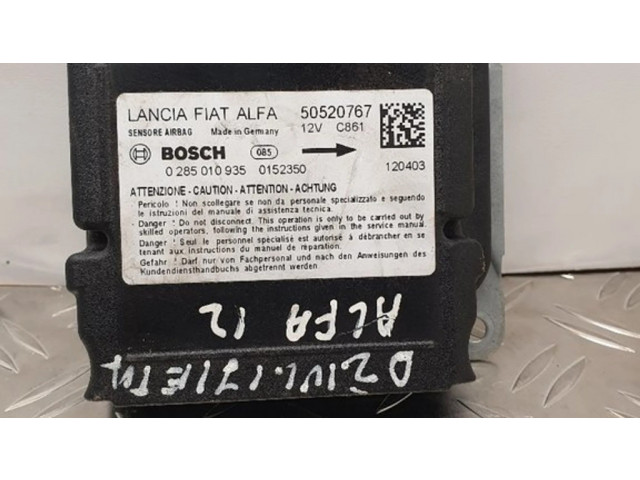 LANCIA FIAT ALFA 50520767
SENSORE AIRBAG Made in Germany 12V C861
BOSCH GB5
0 285 010 935 0152350 120403
ATTENZIONE - CAUTION - ATTENTION - ACHTUNG
- Pericolo ! Non scollegare se non da personale specializzato e seguendo
le istruzioni del manuale di assistenza tecnica.
- Danger ! Do not disconnect. This operation is only to be carried out by
skilled operators, following the instructions given in the service manual.
- Danger ! Seul le personnel spécialisé est autorisé à débrancher en se
tenant aux instructions du manuel de réparation.
- Gefahr ! Darf nur von Fachpersonal und nach den Anweisungen des
Kundendiensthandbuchs abgetrennt werden.
ALFA 12